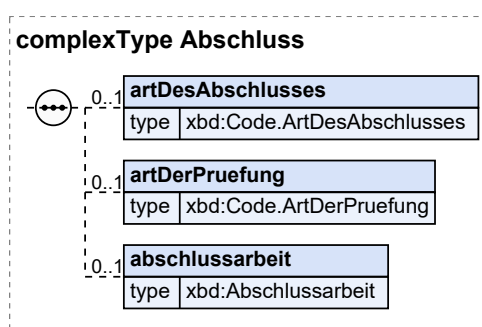 complexType Abschluss
0..1 artDesAbschlusses
type xbd:Code.ArtDesAbschlusses
0..1 artDerPruefung
type xbd:Code.ArtDerPruefung
0..1 abschlussarbeit
type xbd:Abschlussarbeit